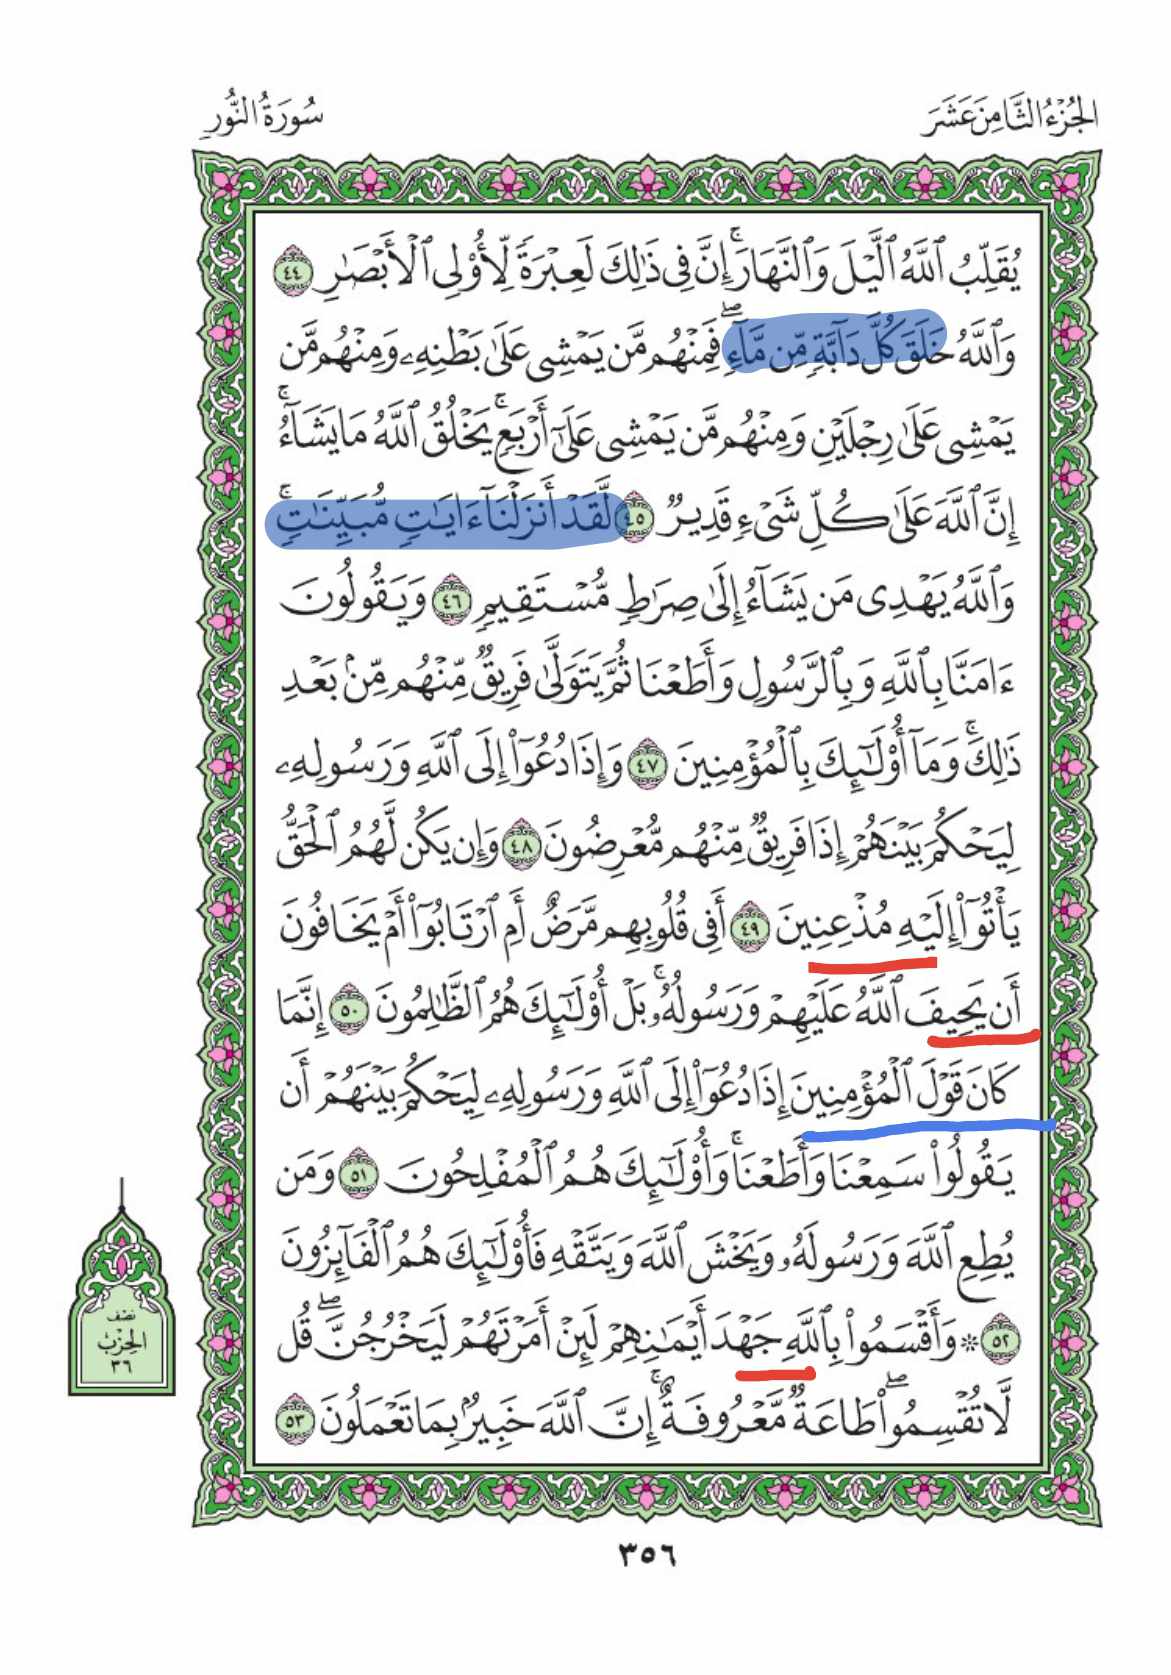 الجُزْءُ الثَّامِنَ عَشَرَ
سُورَةُ النُّورِ
يُقَلِّبُ ٱللَّهُ ٱلَّيۡلَ وَٱلنَّهَارَۚ إِنَّ فِى ذَٰلِكَ لَعِبۡرَةً لِّأُوْلِى ٱلۡأَبۡصَٰرِ ٤٤
وَٱللَّهُ خَلَقَ كُلَّ دَآبَّةٍ مِّن مَّآءٍۖ فَمِنۡهُم مَّن يَمۡشِى عَلَىٰ بَطۡنِهِۦ وَمِنۡهُم مَّن
يَمۡشِى عَلَىٰ رِجۡلَيۡنِ وَمِنۡهُم مَّن يَمۡشِى عَلَىٰٓ أَرۡبَعٍۚ يَخۡلُقُ ٱللَّهُ مَا يَشَآءُۚ
إِنَّ ٱللَّهَ عَلَىٰ كُلِّ شَىۡءٍ قَدِيرٌ ٤٥ لَّقَدۡ أَنزَلۡنَآ ءَايَٰتٍ مُّبَيِّنَٰتٍۚ
وَٱللَّهُ يَهۡدِى مَن يَشَآءُ إِلَىٰ صِرَٰطٍ مُّسۡتَقِيمٍ ٤٦ وَيَقُولُونَ
ءَامَنَّا بِٱللَّهِ وَبِٱلرَّسُولِ وَأَطَعۡنَا ثُمَّ يَتَوَلَّىٰ فَرِيقٌ مِّنۡهُم مِّنۢ بَعۡدِ
ذَٰلِكَۚ وَمَآ أُوْلَٰٓئِكَ بِٱلۡمُؤۡمِنِينَ ٤٧ وَإِذَا دُعُوٓاْ إِلَى ٱللَّهِ وَرَسُولِهِۦ
لِيَحۡكُمَ بَيۡنَهُمۡ إِذَا فَرِيقٌ مِّنۡهُم مُّعۡرِضُونَ ٤٨ وَإِن يَكُن لَّهُمُ ٱلۡحَقُّ
يَأۡتُوٓاْ إِلَيۡهِ مُذۡعِنِينَ ٤٩ أَفِى قُلُوبِهِم مَّرَضٌ أَمِ ٱرۡتَابُوٓاْ أَمۡ يَخَافُونَ
أَن يَحِيفَ ٱللَّهُ عَلَيۡهِمۡ وَرَسُولُهُۥۚ بَلۡ أُوْلَٰٓئِكَ هُمُ ٱلظَّٰلِمُونَ ٥٠ إِنَّمَا
كَانَ قَوۡلَ ٱلۡمُؤۡمِنِينَ إِذَا دُعُوٓاْ إِلَى ٱللَّهِ وَرَسُولِهِۦ لِيَحۡكُمَ بَيۡنَهُمۡ أَن
يَقُولُواْ سَمِعۡنَا وَأَطَعۡنَاۚ وَأُوْلَٰٓئِكَ هُمُ ٱلۡمُفۡلِحُونَ ٥١ وَمَن
يُطِعِ ٱللَّهَ وَرَسُولَهُۥ وَيَخۡشَ ٱللَّهَ وَيَتَّقۡهِ فَأُوْلَٰٓئِكَ هُمُ ٱلۡفَآئِزُونَ
٥٢ ۞ وَأَقۡسَمُواْ بِٱللَّهِ جَهۡدَ أَيۡمَٰنِهِمۡ لَئِنۡ أَمَرۡتَهُمۡ لَيَخۡرُجُنَّۖ قُل
لَّا تُقۡسِمُواْۖ طَاعَةٌ مَّعۡرُوفَةٌۚ إِنَّ ٱللَّهَ خَبِيرٌۢ بِمَا تَعۡمَلُونَ ٥٣
نصف
الحزب
٣٦
٣٥٦